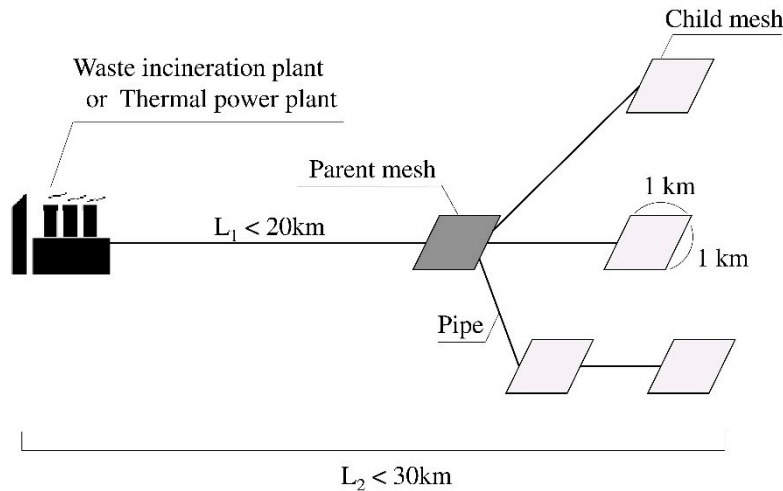 Child mesh
Waste incineration plant
or Thermal power plant
Parent mesh
1 km
L₁ < 20km
1 km
Pipe
L₂ < 30km